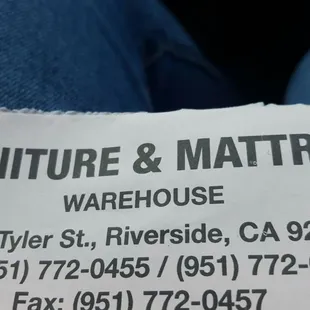 NITURE & MATTR
WAREHOUSE
Tyler St., Riverside, CA 92
51) 772-0455 / (951) 772-
Fax: (951) 772-0457